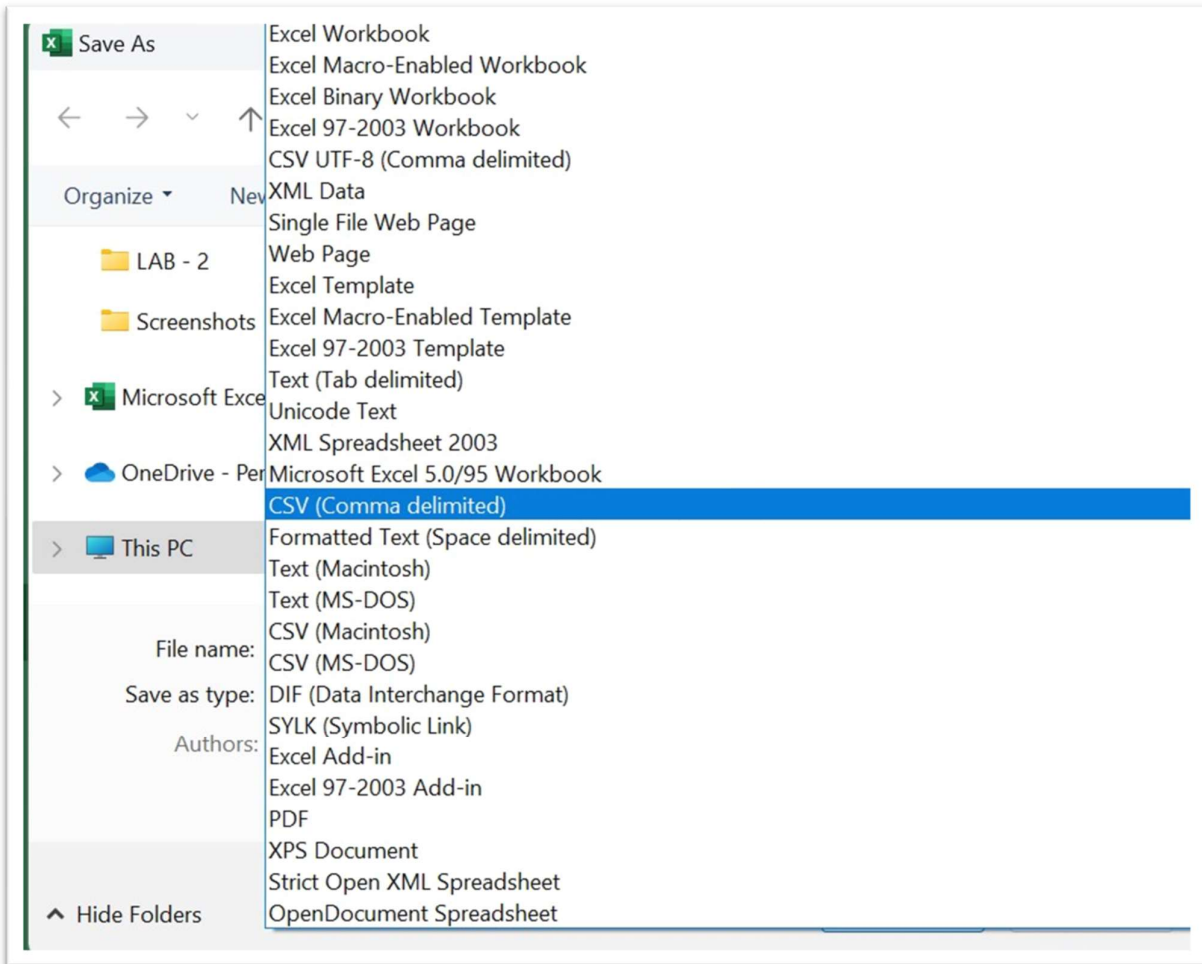 Save As
Organize
New
LAB - 2
Screenshots
Microsoft Exce
OneDrive - Per
This PC
File name:
Save as type:
Authors:
Hide Folders
Excel Workbook
Excel Macro-Enabled Workbook
Excel Binary Workbook
Excel 97-2003 Workbook
CSV UTF-8 (Comma delimited)
XML Data
Single File Web Page
Web Page
Excel Template
Excel Macro-Enabled Template
Excel 97-2003 Template
Text (Tab delimited)
Unicode Text
XML Spreadsheet 2003
Microsoft Excel 5.0/95 Workbook
CSV (Comma delimited)
Formatted Text (Space delimited)
Text (Macintosh)
Text (MS-DOS)
CSV (Macintosh)
CSV (MS-DOS)
DIF (Data Interchange Format)
SYLK (Symbolic Link)
Excel Add-in
Excel 97-2003 Add-in
PDF
XPS Document
Strict Open XML Spreadsheet
OpenDocument Spreadsheet